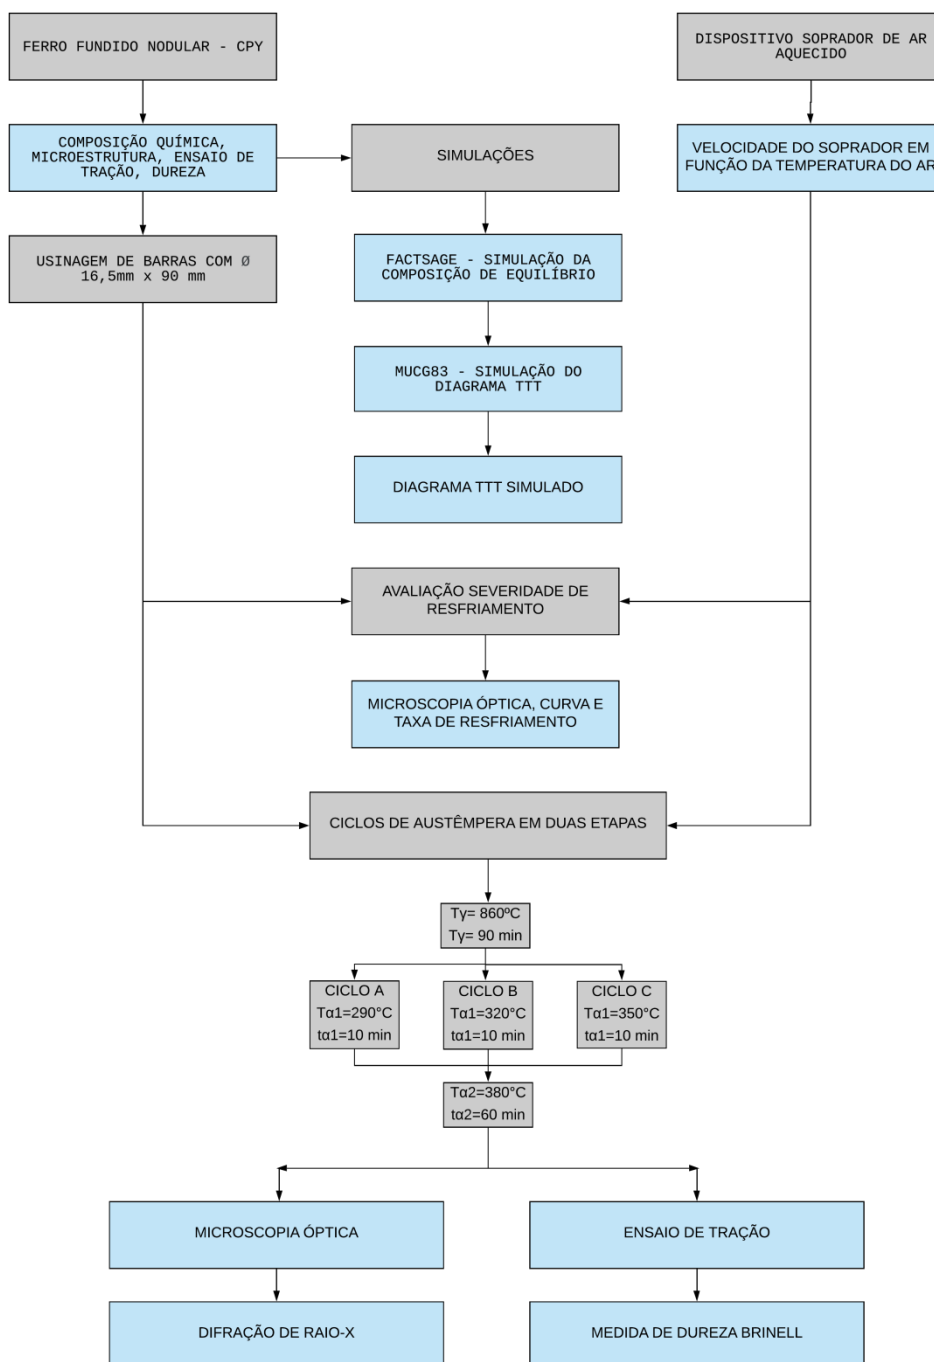 FERRO FUNDIDO NODULAR - CPY
DISPOSITIVO SOPRADOR DE AR
AQUECIDO
COMPOSIÇÃO QUÍMICA,
MICROESTRUTURA, ENSAIO DE
TRAÇÃO, DUREZA
SIMULAÇÕES
VELOCIDADE DO SOPRADOR EM
FUNÇÃO DA TEMPERATURA DO AR
USINAGEM DE BARRAS COM Ø
16,5mm x 90 mm
FACTSAGE - SIMULAÇÃO DA
COMPOSIÇÃO DE EQUILÍBRIO
MUCG83 - SIMULAÇÃO DO
DIAGRAMA TTT
DIAGRAMA TTT SIMULADO
AVALIAÇÃO SEVERIDADE DE
RESFRIAMENTO
MICROSCOPIA ÓPTICA, CURVA E
TAXA DE RESFRIAMENTO
CICLOS DE AUSTÊMPERA EM DUAS ETAPAS
Tγ= 860ºC
Tγ= 90 min
CICLO A
Tα1=290°C
tα1=10 min
CICLO B
Tα1=320°C
tα1=10 min
CICLO C
Tα1=350°C
tα1=10 min
Tα2=380°C
tα2=60 min
MICROSCOPIA ÓPTICA
ENSAIO DE TRAÇÃO
DIFRAÇÃO DE RAIO-X
MEDIDA DE DUREZA BRINELL